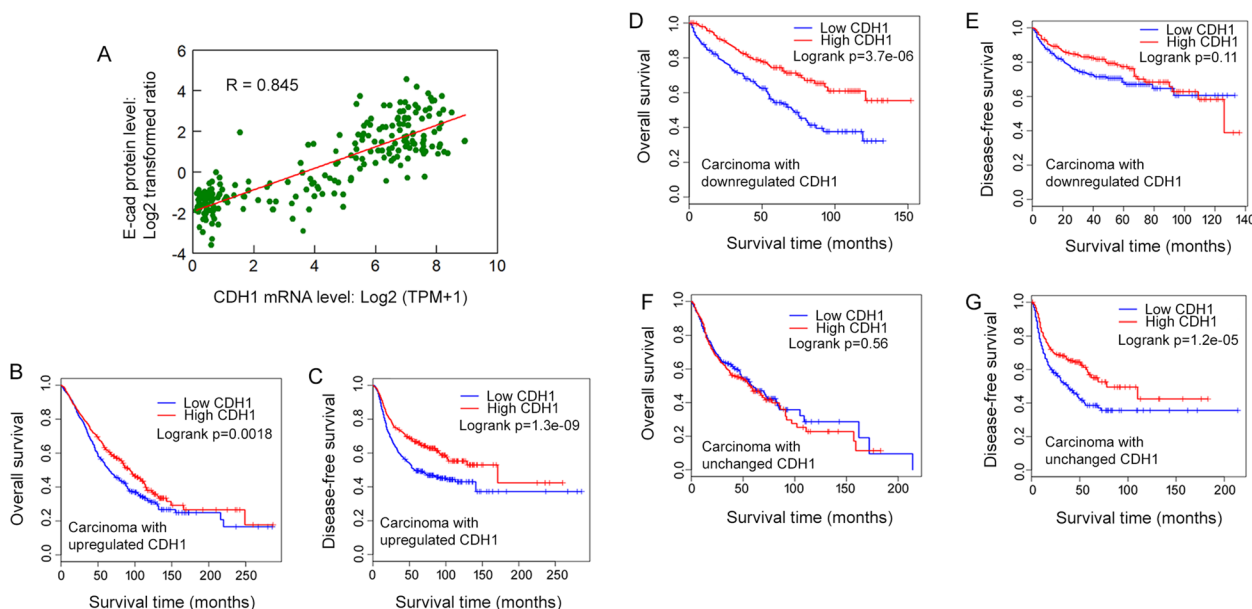 A
E-cad protein level:
Log2 transformed ratio
6
4
2
0
-2
-4
R = 0.845
0 2 4 6 8 10
CDH1 mRNA level: Log2 (TPM+1)
D
Overall survival
1.0
0.8
0.6
0.4
0.2
0.0
Low CDH1
High CDH1
Logrank p=3.7e-06
Carcinoma with
downregulated CDH1
0 50 100 150
Survival time (months)
E
Disease-free survival
1.0
0.8
0.6
0.4
0.2
0.0
Low CDH1
High CDH1
Logrank p=0.11
Carcinoma with
downregulated CDH1
0 20 40 60 80 100 120 140
Survival time (months)
B
Overall survival
1.0
0.8
0.6
0.4
0.2
0.0
Low CDH1
High CDH1
Logrank p=0.0018
Carcinoma with
upregulated CDH1
0 50 100 150 200 250
Survival time (months)
C
Disease-free survival
1.0
0.8
0.6
0.4
0.2
0.0
Low CDH1
High CDH1
Logrank p=1.3e-09
Carcinoma with
upregulated CDH1
0 50 100 150 200 250
Survival time (months)
F
Overall survival
1.0
0.8
0.6
0.4
0.2
0.0
Low CDH1
High CDH1
Logrank p=0.56
Carcinoma with
unchanged CDH1
0 50 100 150 200
Survival time (months)
G
Disease-free survival
1.0
0.8
0.6
0.4
0.2
0.0
Low CDH1
High CDH1
Logrank p=1.2e-05
Carcinoma with
unchanged CDH1
0 50 100 150 200
Survival time (months)